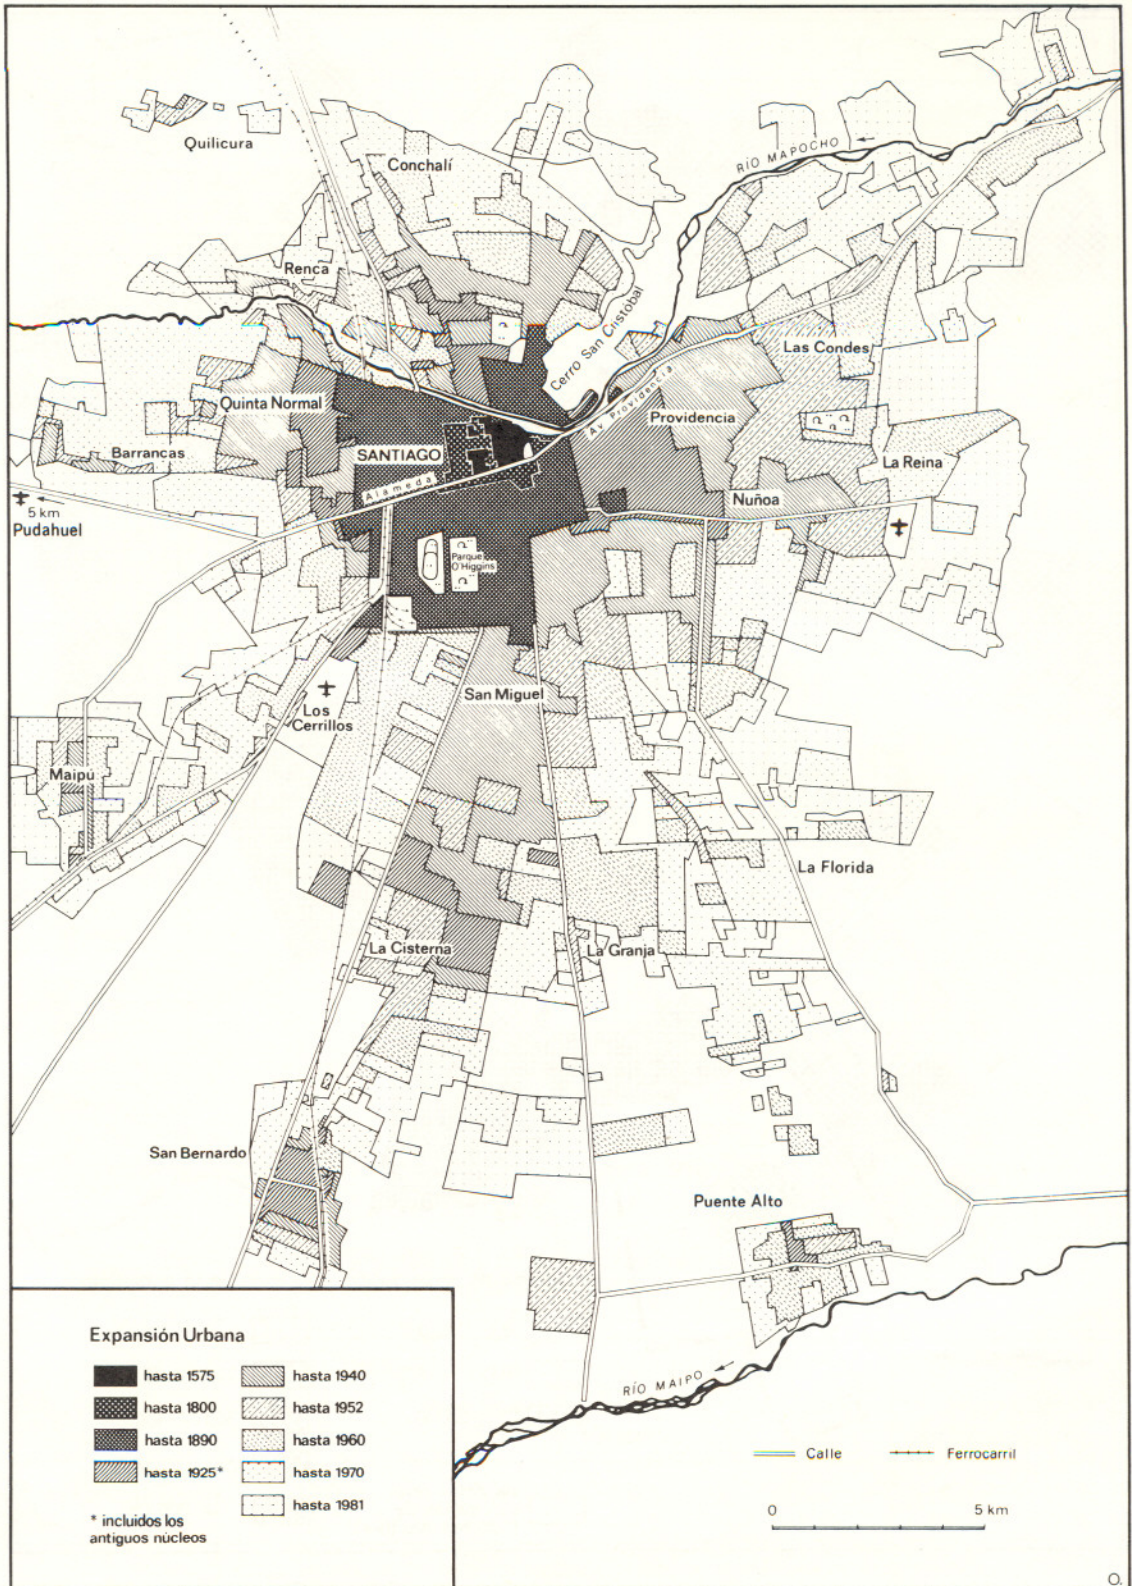 Quilicura
Conchalí
RÍO MAPOCHO
Renca
Cerro San Cristóbal
Las Condes
Quinta Normal
Av. Providencia
Providencia
Barrancas
SANTIAGO
La Reina
Alameda
Nuñoa
5 km
Pudahuel
Parque
O'Higgins
San Miguel
Los
Cerrillos
Maipú
La Florida
La Cisterna
La Granja
San Bernardo
Puente Alto
RÍO MAIPO
Expansión Urbana
hasta 1575
hasta 1800
hasta 1890
hasta 1925*
hasta 1940
hasta 1952
hasta 1960
hasta 1970
hasta 1981
* incluidos los
antiguos núcleos
Calle
Ferrocarril
0 5 km
O.